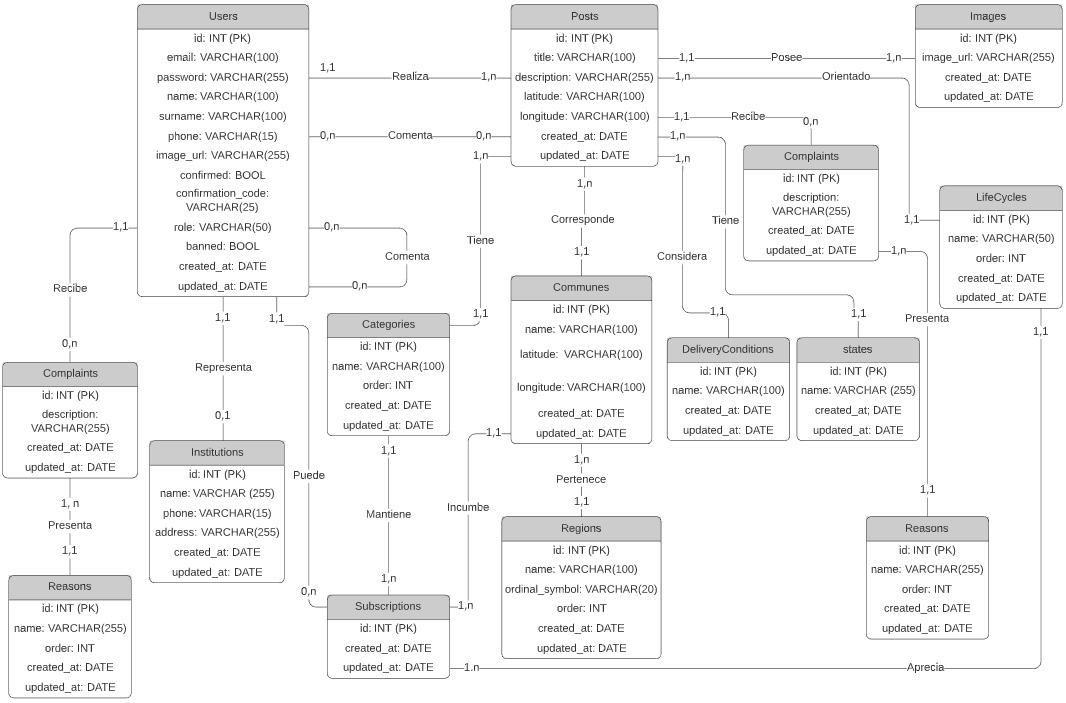 Users
id: INT (PK)
email: VARCHAR(100)
password: VARCHAR(255)
name: VARCHAR(100)
surname: VARCHAR(100)
phone: VARCHAR(15)
image_url: VARCHAR(255)
confirmed: BOOL
confirmation_code:
VARCHAR(25)
role: VARCHAR(50)
banned: BOOL
created_at: DATE
updated_at: DATE
Posts
id: INT (PK)
title: VARCHAR(100)
description: VARCHAR(255)
latitude: VARCHAR(100)
longitude: VARCHAR(100)
created_at: DATE
updated_at: DATE
Images
id: INT (PK)
image_url: VARCHAR(255)
created_at: DATE
updated_at: DATE
1,1
Realiza
1,n
0,n
Comenta
0,n
0,n
Comenta
0,n
1,1
Posee
1,n
1,n
Orientado
1,1
1,1
Recibe
0,n
1,n
Tiene
1,1
1,n
Considera
1,1
1,n
Corresponde
1,1
1,n
Tiene
1,1
Complaints
id: INT (PK)
description:
VARCHAR(255)
created_at: DATE
updated_at: DATE
1,n
Presenta
1,1
LifeCycles
id: INT (PK)
name: VARCHAR(50)
order: INT
created_at: DATE
updated_at: DATE
1,1
1,1
Recibe
0,n
1,1
Representa
0,1
1,1
Puede
0,n
Categories
id: INT (PK)
name: VARCHAR(100)
order: INT
created_at: DATE
updated_at: DATE
1,1
Mantiene
1,n
Communes
id: INT (PK)
name: VARCHAR(100)
latitude: VARCHAR(100)
longitude: VARCHAR(100)
created_at: DATE
updated_at: DATE
1,1
Incumbe
1,n
1,n
Pertenece
1,1
DeliveryConditions
id: INT (PK)
name: VARCHAR(100)
created_at: DATE
updated_at: DATE
states
id: INT (PK)
name: VARCHAR (255)
created_at; DATE
updated_at: DATE
Complaints
id: INT (PK)
description:
VARCHAR(255)
created_at: DATE
updated_at: DATE
1, n
Presenta
1,1
Institutions
id: INT (PK)
name: VARCHAR (255)
phone: VARCHAR(15)
address: VARCHAR(255)
created_at: DATE
updated_at: DATE
Reasons
id: INT (PK)
name: VARCHAR(255)
order: INT
created_at: DATE
updated_at: DATE
Subscriptions
id: INT (PK)
created_at: DATE
updated_at: DATE
1.n
Aprecia
Regions
id: INT (PK)
name: VARCHAR(100)
ordinal_symbol: VARCHAR(20)
order: INT
created_at: DATE
updated_at: DATE
Reasons
id: INT (PK)
name: VARCHAR(255)
order: INT
created_at: DATE
updated_at: DATE